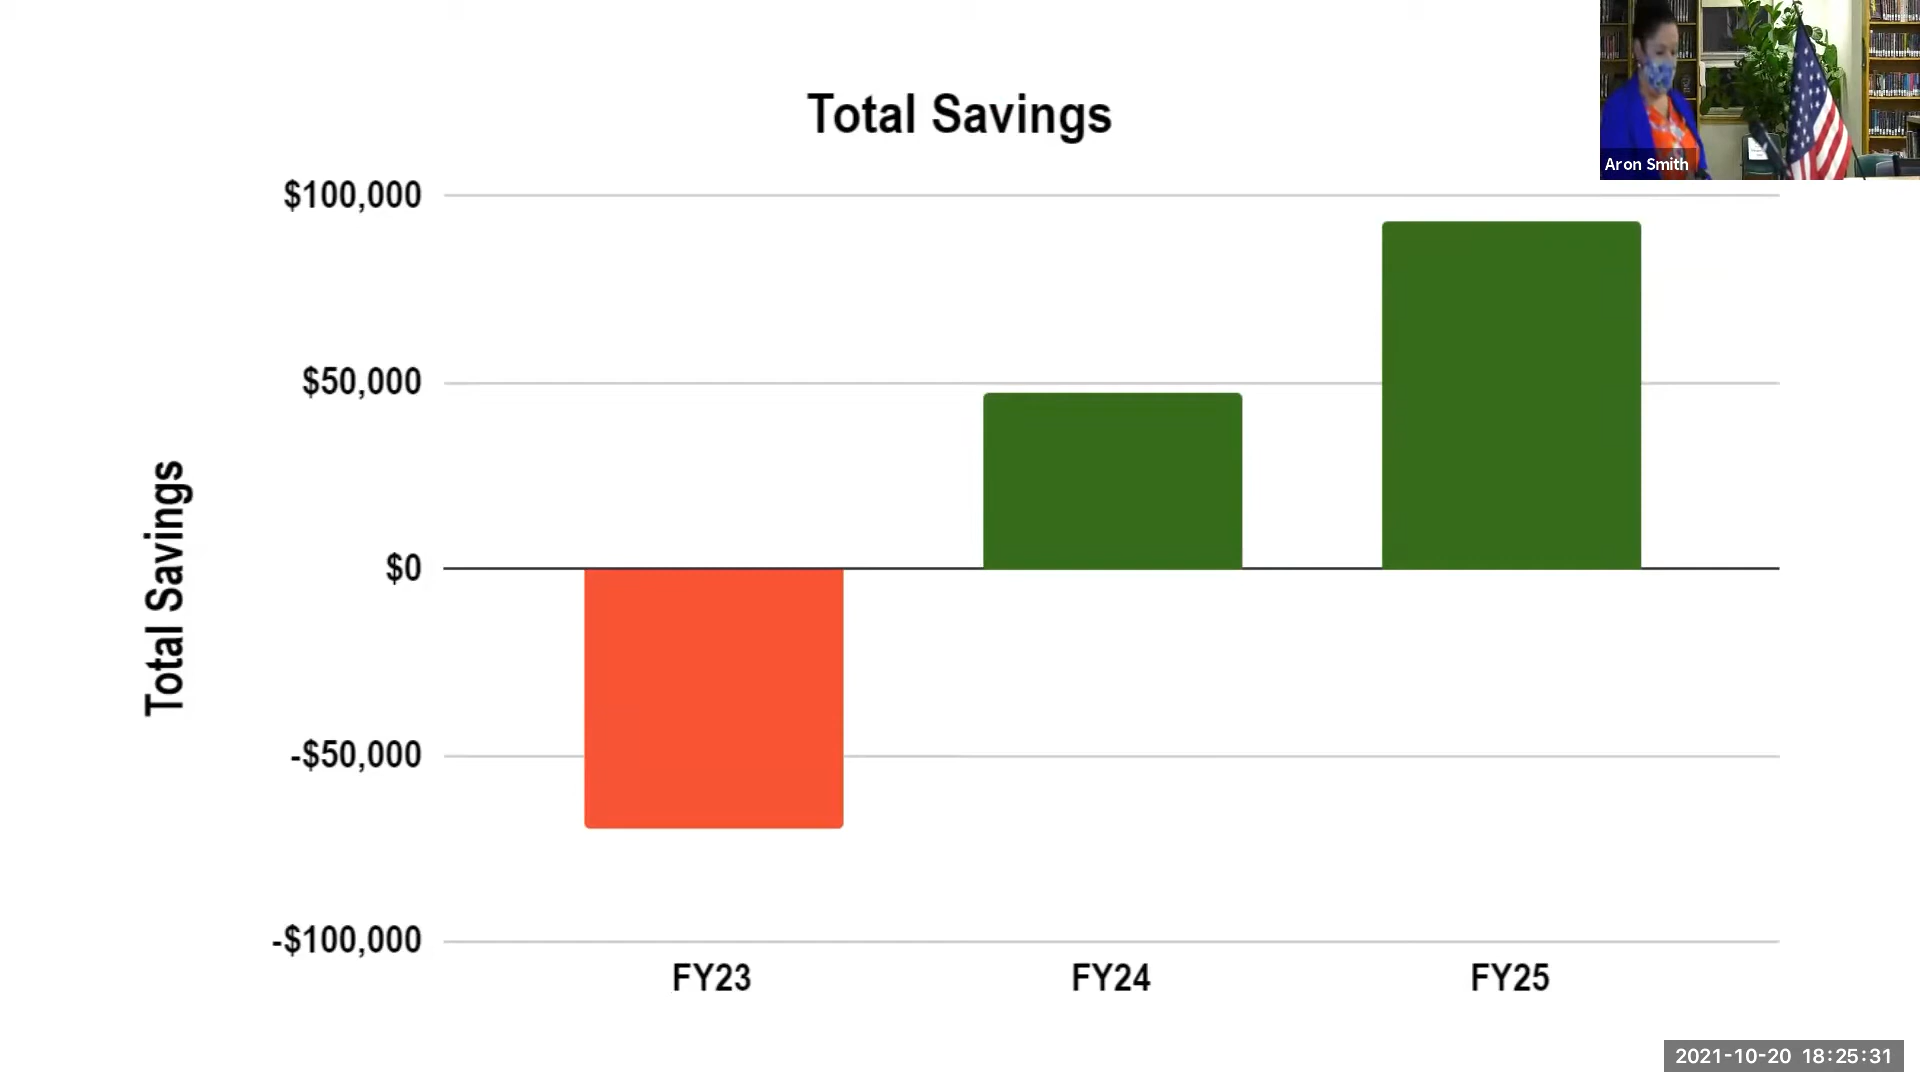 Total Savings
Aron Smith
$100,000
$50,000
$0
-$50,000
-$100,000
Total Savings
FY23
FY24
FY25
2021-10-20 18:25:31